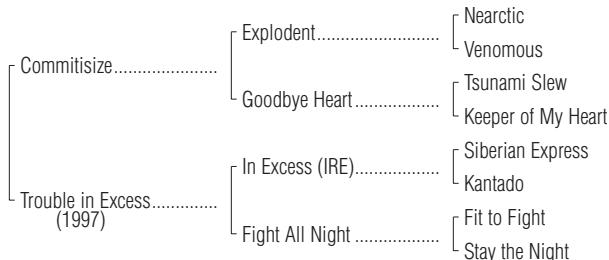 Nearctic
Explodent
Venomous
Commitisize
Tsunami Slew
Goodbye Heart
Keeper of My Heart
Siberian Express
In Excess (IRE)
Kantado
Trouble in Excess
(1997)
Fit to Fight
Fight All Night
Stay the Night